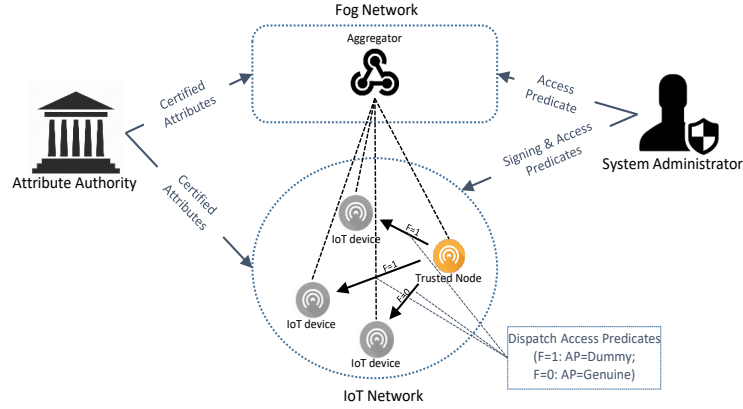 Fog Network
Aggregator
Certified
Attributes
Access
Predicate
Attribute Authority
Certified
Attributes
Signing & Access
Predicates
System Administrator
IoT device
F=1
F=1
Trusted Node
F=0
IoT device
IoT device
IoT Network
Dispatch Access Predicates
(F=1: AP=Dummy;
F=0: AP=Genuine)